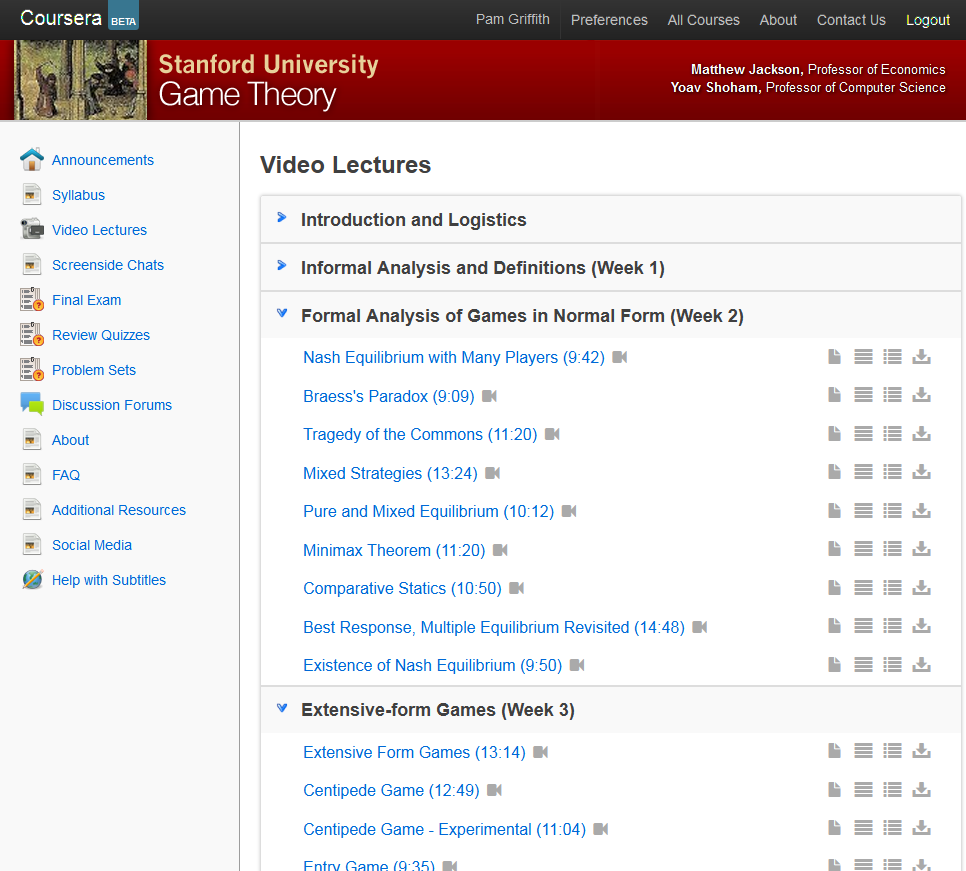 Coursera BETA
Pam Griffith Preferences All Courses About Contact Us Logout
Stanford University
Game Theory
Matthew Jackson, Professor of Economics
Yoav Shoham, Professor of Computer Science
Announcements
Syllabus
Video Lectures
Screenside Chats
Final Exam
Review Quizzes
Problem Sets
Discussion Forums
About
FAQ
Additional Resources
Social Media
Help with Subtitles
Video Lectures
Introduction and Logistics
Informal Analysis and Definitions (Week 1)
Formal Analysis of Games in Normal Form (Week 2)
Nash Equilibrium with Many Players (9:42)
Braess's Paradox (9:09)
Tragedy of the Commons (11:20)
Mixed Strategies (13:24)
Pure and Mixed Equilibrium (10:12)
Minimax Theorem (11:20)
Comparative Statics (10:50)
Best Response, Multiple Equilibrium Revisited (14:48)
Existence of Nash Equilibrium (9:50)
Extensive-form Games (Week 3)
Extensive Form Games (13:14)
Centipede Game (12:49)
Centipede Game - Experimental (11:04)
Entry Game (9:35)